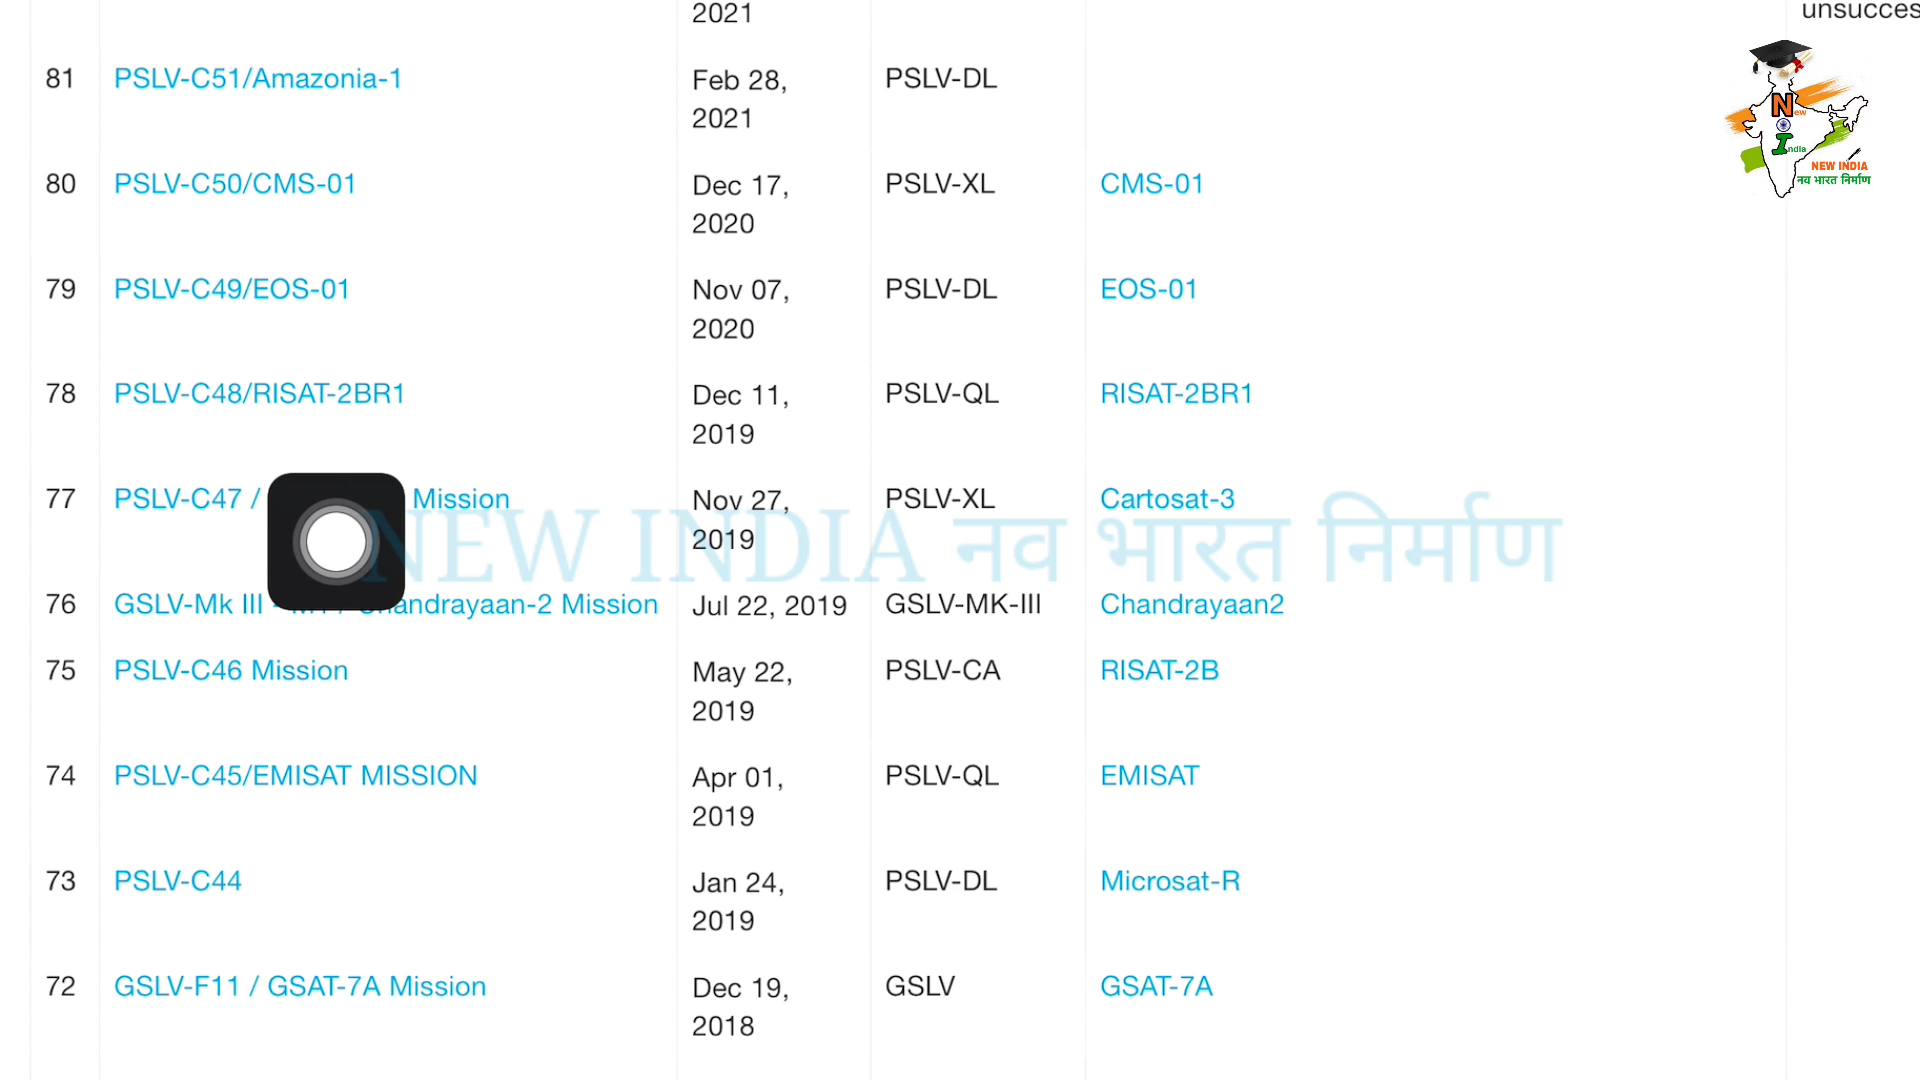 2021
unsucces
81 PSLV-C51/Amazonia-1 Feb 28, PSLV-DL
2021
80 PSLV-C50/CMS-01 Dec 17, PSLV-XL CMS-01
2020
79 PSLV-C49/EOS-01 Nov 07, PSLV-DL EOS-01
2020
78 PSLV-C48/RISAT-2BR1 Dec 11, PSLV-QL RISAT-2BR1
2019
77 PSLV-C47 / Mission Nov 27, PSLV-XL Cartosat-3
2019
76 GSLV-Mk III - / Chandrayaan-2 Mission Jul 22, 2019 GSLV-MK-III Chandrayaan2
75 PSLV-C46 Mission May 22, PSLV-CA RISAT-2B
2019
74 PSLV-C45/EMISAT MISSION Apr 01, PSLV-QL EMISAT
2019
73 PSLV-C44 Jan 24, PSLV-DL Microsat-R
2019
72 GSLV-F11 / GSAT-7A Mission Dec 19, GSLV GSAT-7A
2018
New
India
NEW INDIA
नव भारत निर्माण
NEW INDIA नव भारत निर्माण